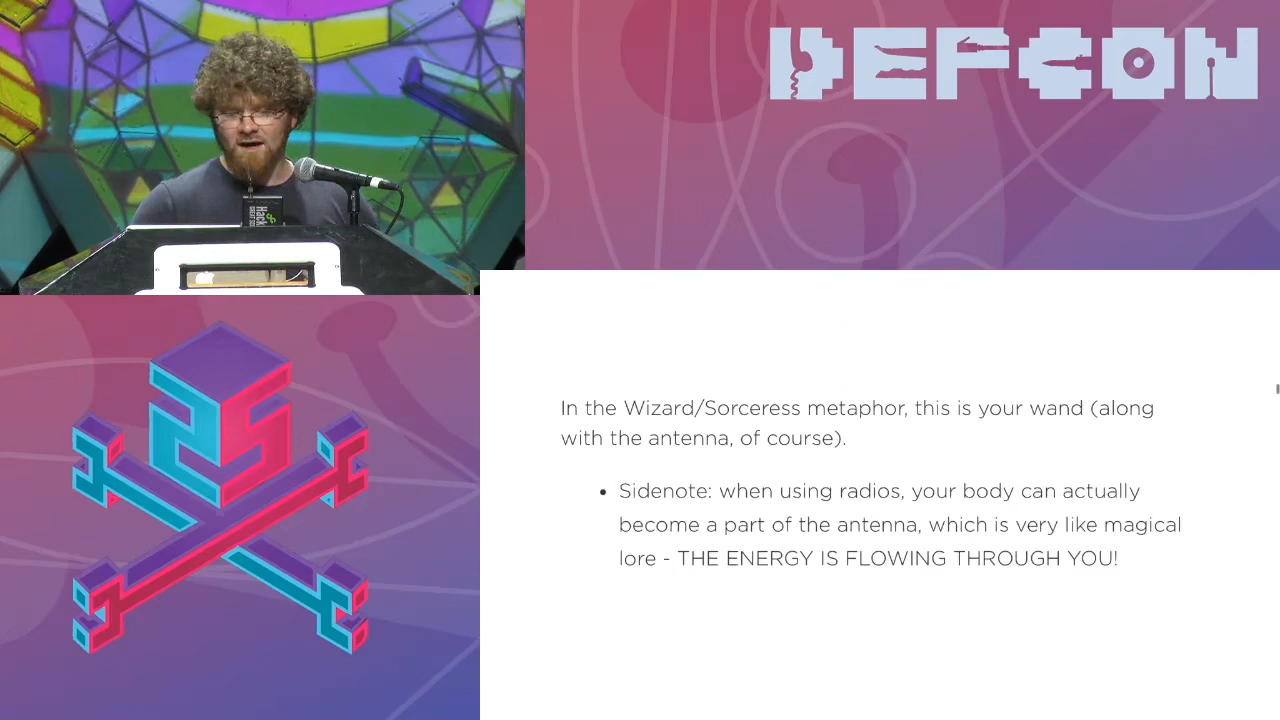 DEFCON
Hack
In the Wizard/Sorceress metaphor, this is your wand (along
with the antenna, of course).
• Sidenote: when using radios, your body can actually
become a part of the antenna, which is very like magical
lore - THE ENERGY IS FLOWING THROUGH YOU!